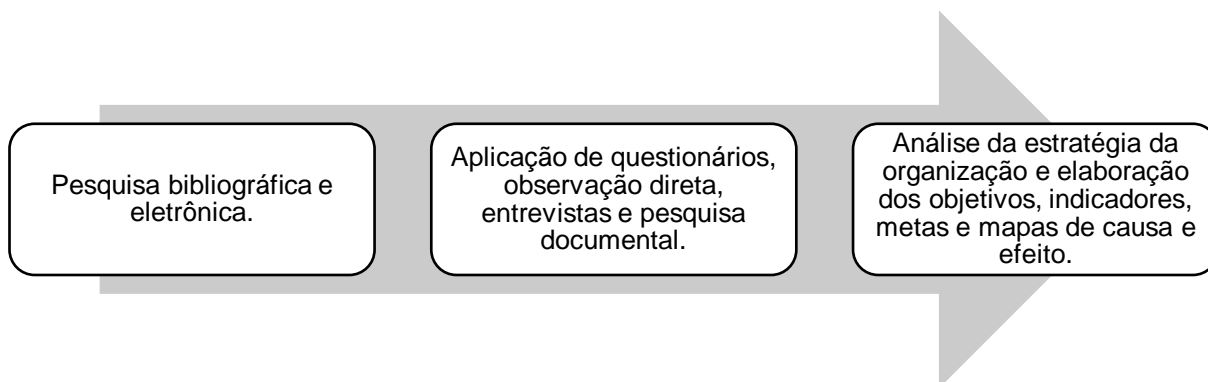 Pesquisa bibliográfica e
eletrônica.
Aplicação de questionários,
observação direta,
entrevistas e pesquisa
documental.
Análise da estratégia da
organização e elaboração
dos objetivos, indicadores,
metas e mapas de causa e
efeito.